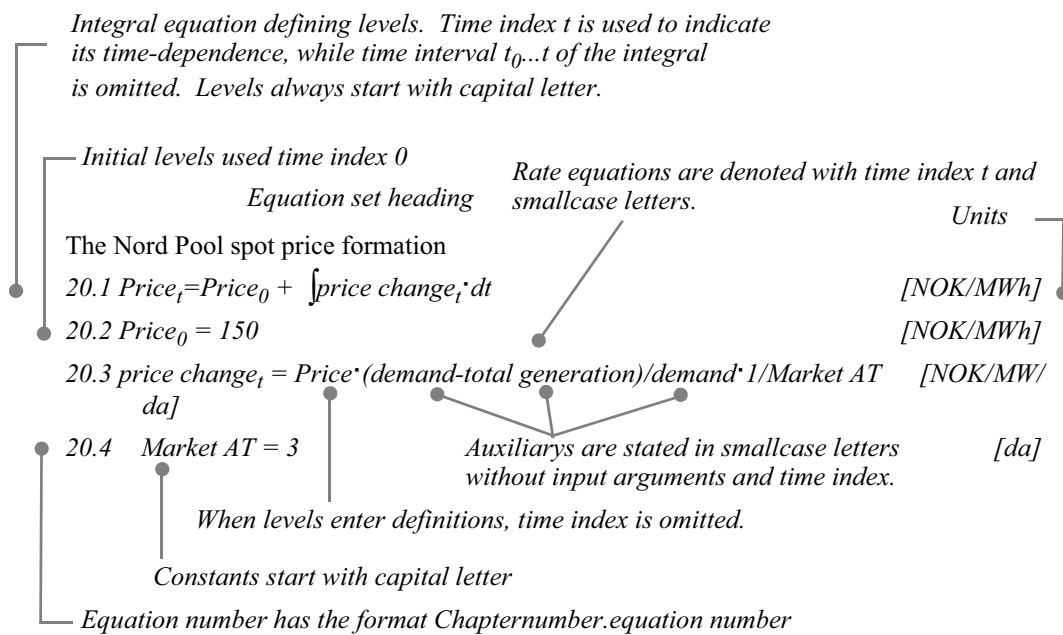 Integral equation defining levels. Time index t is used to indicate
its time-dependence, while time interval t₀...t of the integral
is omitted. Levels always start with capital letter.
Initial levels used time index 0
Rate equations are denoted with time index t and
smallcase letters.
Equation set heading
Units
The Nord Pool spot price formation
20.1 Priceₜ=Price₀ + ∫price changeₜ·dt [NOK/MWh]
20.2 Price₀ = 150 [NOK/MWh]
20.3 price changeₜ = Price·(demand-total generation)/demand·1/Market AT [NOK/MW/
da]
20.4 Market AT = 3 [da]
Auxiliarys are stated in smallcase letters
without input arguments and time index.
When levels enter definitions, time index is omitted.
Constants start with capital letter
Equation number has the format Chapternumber.equation number